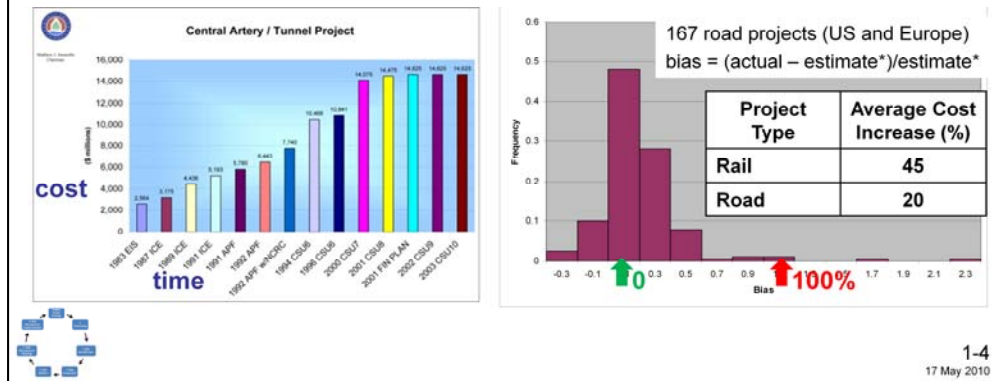 Central Artery / Tunnel Project
($ millions)
16,000
14,000
12,000
10,000
8,000
6,000
4,000
2,000
0
2,584
3,175
4,436
5,193
5,780
6,443
7,740
10,841
14,075
14,475
14,625
14,625
14,625
1983 EIS
1987 ICE
1989 ICE
1991 ICE
1991 APF
1992 APF
1992 APF w/NCRC
1994 CSU6
1996 CSU6
2000 CSU7
2001 CSU8
2001 FIN PLAN
2002 CSU9
2003 CSU10
cost
time
167 road projects (US and Europe)
bias = (actual – estimate*)/estimate*
Project Type
Average Cost Increase (%)
Rail 45
Road 20
Frequency
0.6
0.5
0.4
0.3
0.2
0.1
0
-0.3 -0.1 0.3 0.5 0.7 0.9 1.7 1.9 2.1 2.3
0
100%
Bias
1-4
17 May 2010